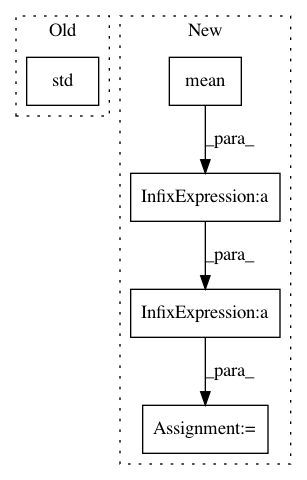 Old
New
std
mean
_para_
InfixExpression:a
_para_
InfixExpression:a
_para_
Assignment:=